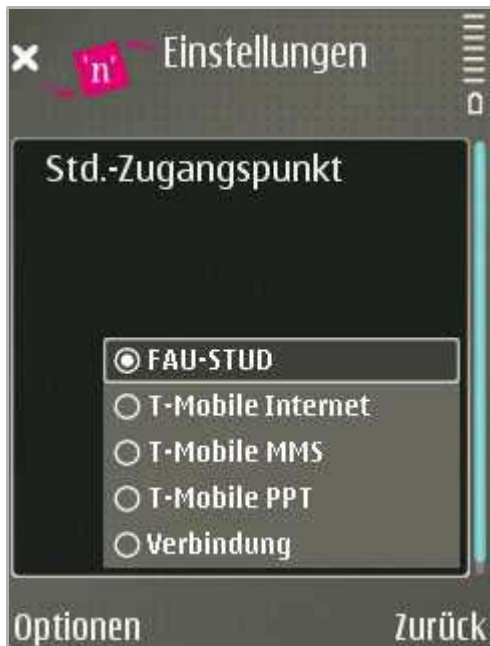 'n'
Einstellungen
Std.-Zugangspunkt
FAU-STUD
T-Mobile Internet
T-Mobile MMS
T-Mobile PPT
Verbindung
Optionen
Zurück